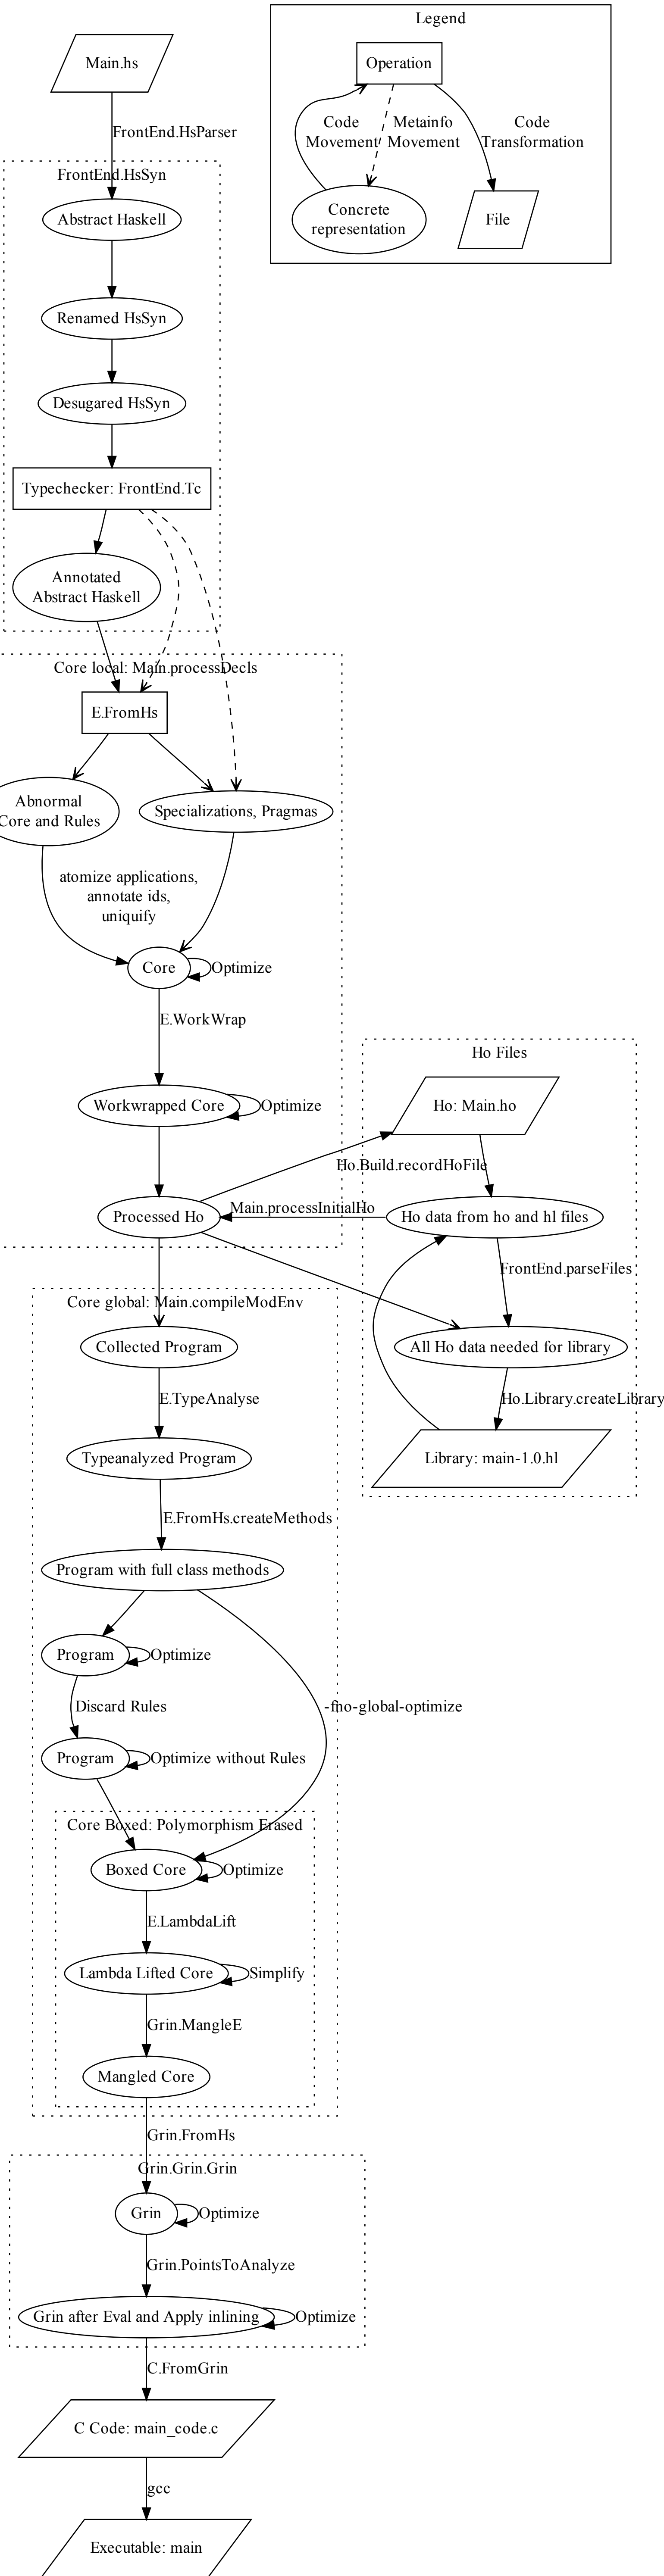 Legend
Main.hs
Operation
FrontEnd.HsParser
Code
Movement
Metainfo
Movement
Code
Transformation
FrontEnd.HsSyn
Abstract Haskell
Concrete
representation
File
Renamed HsSyn
Desugared HsSyn
Typechecker: FrontEnd.Tc
Annotated
Abstract Haskell
Core local: Main.processDecls
E.FromHs
Abnormal
Core and Rules
Specializations, Pragmas
atomize applications,
annotate ids,
uniquify
Core
Optimize
E.WorkWrap
Ho Files
Workwrapped Core
Optimize
Ho: Main.ho
Ho.Build.recordHoFile
Main.processInitialHo
Processed Ho
Ho data from ho and hl files
FrontEnd.parseFiles
Core global: Main.compileModEnv
Collected Program
All Ho data needed for library
E.TypeAnalyse
Ho.Library.createLibrary
Typeanalyzed Program
Library: main-1.0.hl
E.FromHs.createMethods
Program with full class methods
Program
Optimize
Discard Rules
-fno-global-optimize
Program
Optimize without Rules
Core Boxed: Polymorphism Erased
Boxed Core
Optimize
E.LambdaLift
Lambda Lifted Core
Simplify
Grin.MangleE
Mangled Core
Grin.FromHs
Grin.Grin.Grin
Grin
Optimize
Grin.PointsToAnalyze
Grin after Eval and Apply inlining
Optimize
C.FromGrin
C Code: main_code.c
gcc
Executable: main